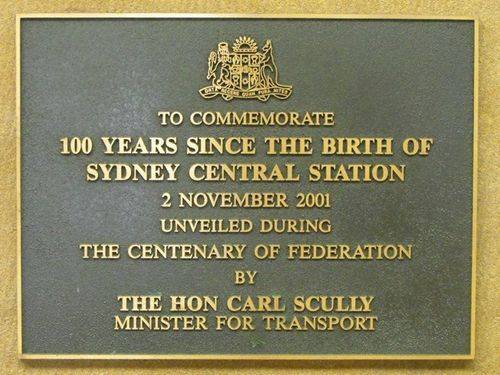 TO COMMEMORATE
100 YEARS SINCE THE BIRTH OF
SYDNEY CENTRAL STATION
2 NOVEMBER 2001
UNVEILED DURING
THE CENTENARY OF FEDERATION
BY
THE HON CARL SCULLY
MINISTER FOR TRANSPORT